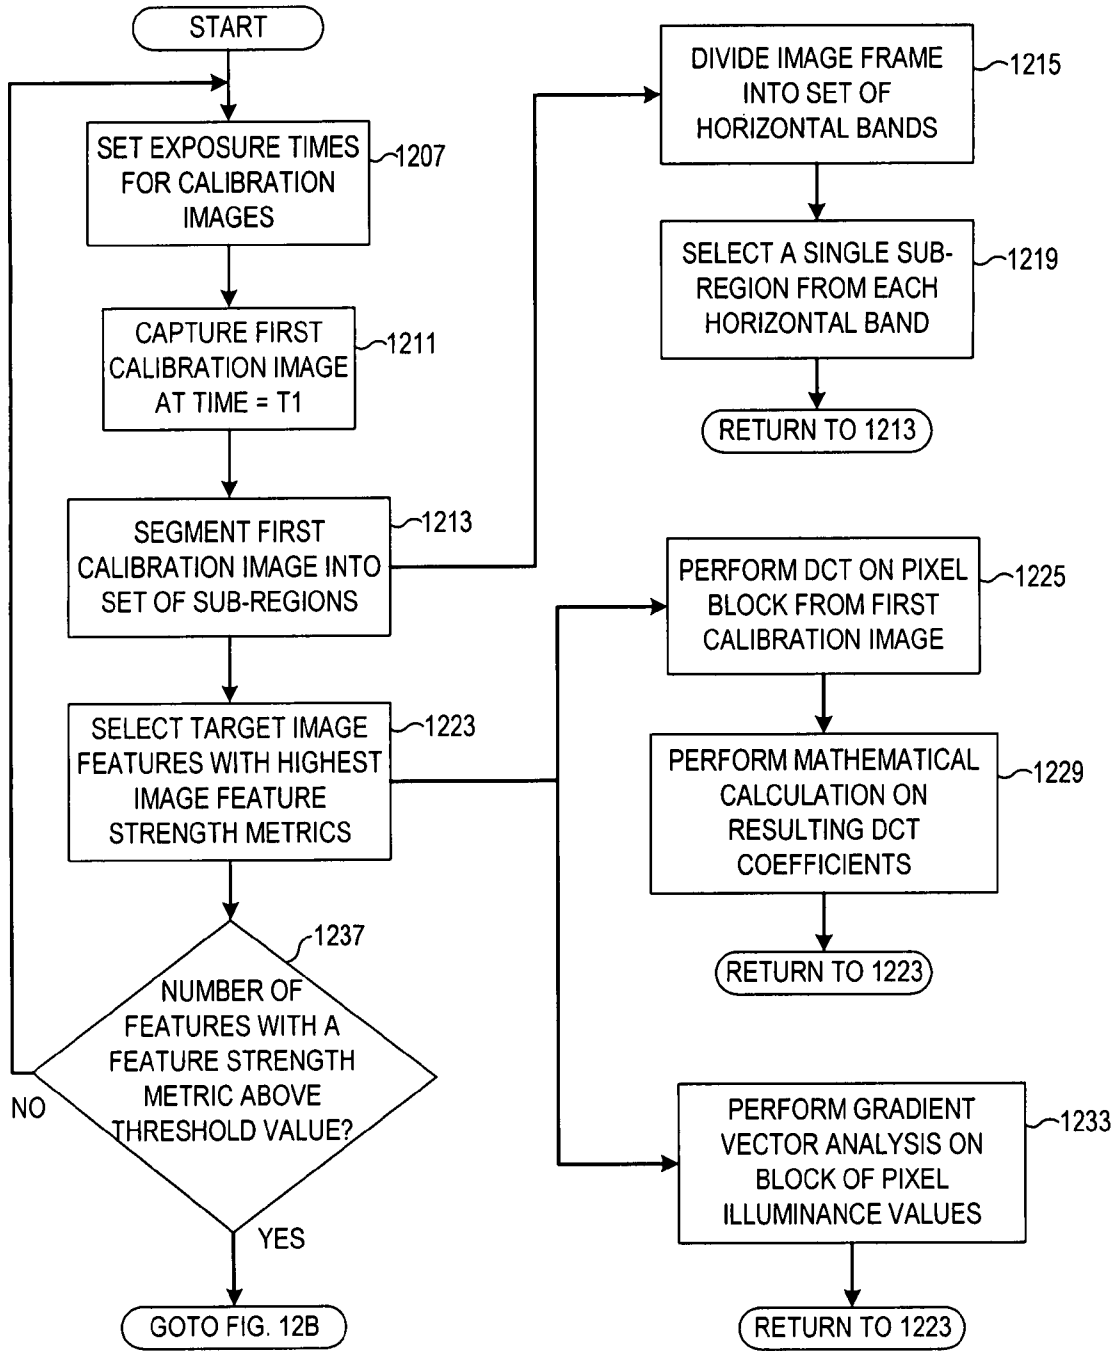 START
SET EXPOSURE TIMES
FOR CALIBRATION
IMAGES
1207
CAPTURE FIRST
CALIBRATION IMAGE
AT TIME = T1
1211
SEGMENT FIRST
CALIBRATION IMAGE INTO
SET OF SUB-REGIONS
1213
SELECT TARGET IMAGE
FEATURES WITH HIGHEST
IMAGE FEATURE
STRENGTH METRICS
1223
1237
NUMBER OF
FEATURES WITH A
FEATURE STRENGTH
METRIC ABOVE
THRESHOLD VALUE?
NO
YES
GOTO FIG. 12B
DIVIDE IMAGE FRAME
INTO SET OF
HORIZONTAL BANDS
1215
SELECT A SINGLE SUB-
REGION FROM EACH
HORIZONTAL BAND
1219
RETURN TO 1213
PERFORM DCT ON PIXEL
BLOCK FROM FIRST
CALIBRATION IMAGE
1225
PERFORM MATHEMATICAL
CALCULATION ON
RESULTING DCT
COEFFICIENTS
1229
RETURN TO 1223
PERFORM GRADIENT
VECTOR ANALYSIS ON
BLOCK OF PIXEL
ILLUMINANCE VALUES
1233
RETURN TO 1223